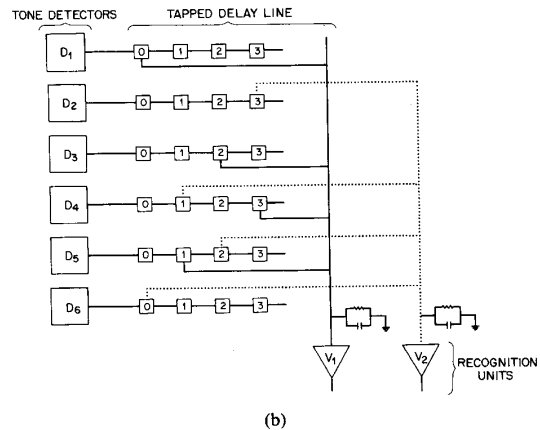 TONE DETECTORS TAPPED DELAY LINE
D1 0 1 2 3
D2 0 1 2 3
D3 0 1 2 3
D4 0 1 2 3
D5 0 1 2 3
D6 0 1 2 3
V1 V2 RECOGNITION
UNITS
(b)